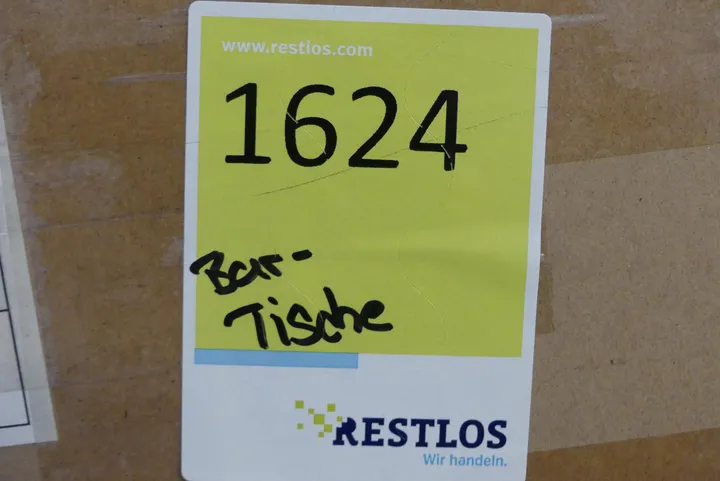 www.restlos.com
1624
Bar-
Tische
RESTLOS
Wir handeln.